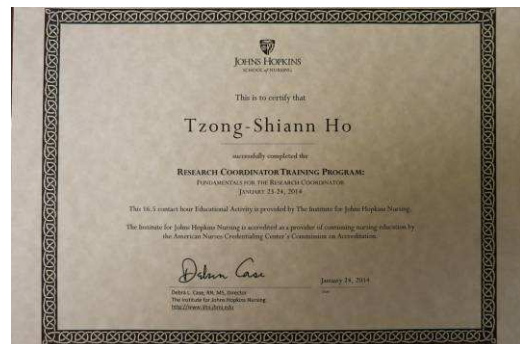 JOHNS HOPKINS
SCHOOL of NURSING
This is to certify that
Tzong-Shiann Ho
successfully completed the
RESEARCH COORDINATOR TRAINING PROGRAM:
FUNDAMENTALS FOR THE RESEARCH COORDINATOR
JANUARY 23-24, 2014
This 16.5 contact hour Educational Activity is provided by The Institute for Johns Hopkins Nursing.
The Institute for Johns Hopkins Nursing is accredited as a provider of continuing nursing education by
the American Nurses Credentialing Center's Commission on Accreditation.
Debra Case January 24, 2014
Debra L. Case, RN, MS, Director Date
The Institute for Johns Hopkins Nursing